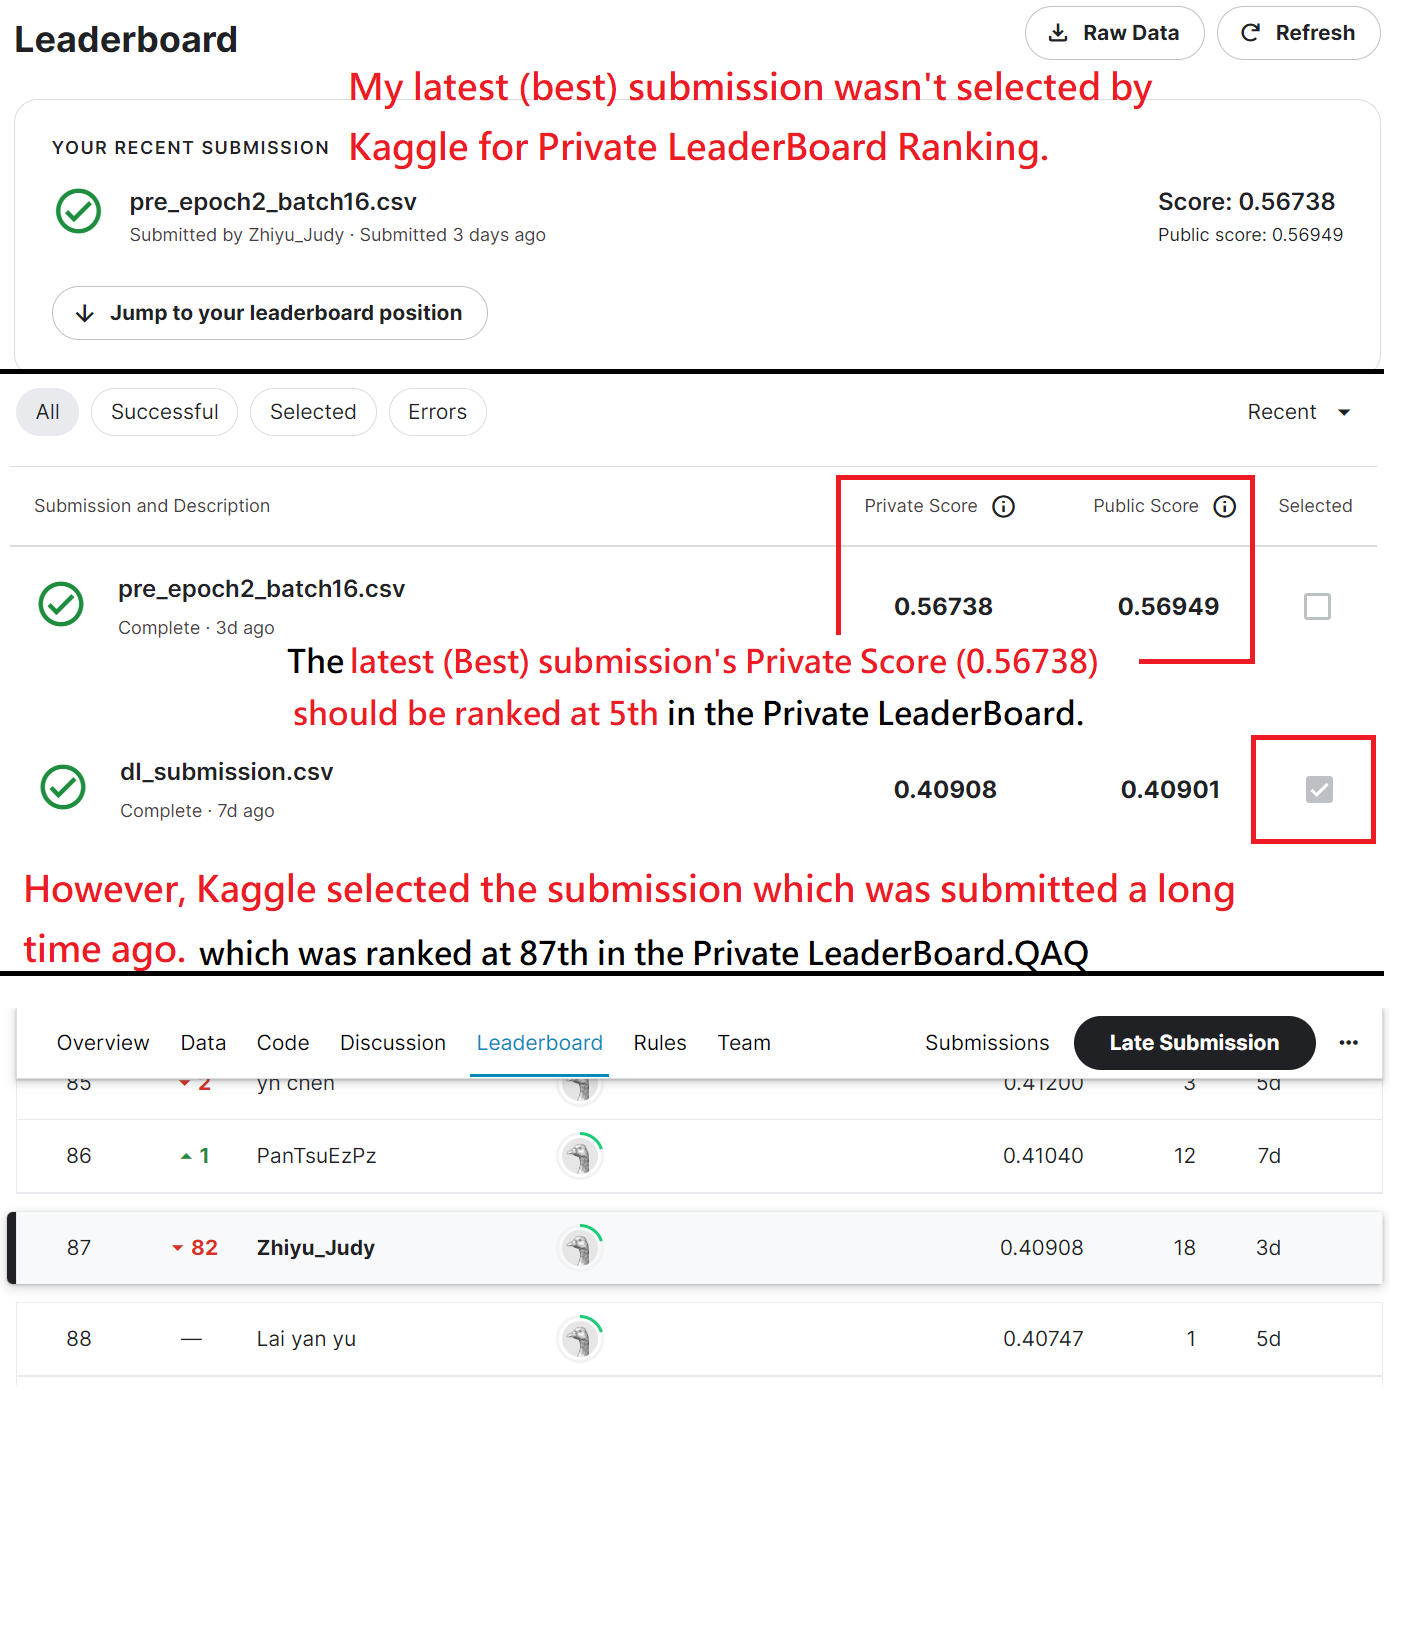 Leaderboard
Raw Data
Refresh
My latest (best) submission wasn't selected by
Kaggle for Private LeaderBoard Ranking.
YOUR RECENT SUBMISSION
pre_epoch2_batch16.csv
Score: 0.56738
Submitted by Zhiyu_Judy · Submitted 3 days ago
Public score: 0.56949
Jump to your leaderboard position
All Successful Selected Errors Recent
Submission and Description Private Score Public Score Selected
pre_epoch2_batch16.csv
0.56738 0.56949
Complete · 3d ago
The latest (Best) submission's Private Score (0.56738)
should be ranked at 5th in the Private LeaderBoard.
dl_submission.csv
0.40908 0.40901
Complete · 7d ago
However, Kaggle selected the submission which was submitted a long
time ago. which was ranked at 87th in the Private LeaderBoard.QAQ
Overview Data Code Discussion Leaderboard Rules Team Submissions Late Submission
85 2 yn chen 0.41200 3 5d
86 1 PanTsuEzPz 0.41040 12 7d
87 82 Zhiyu_Judy 0.40908 18 3d
88 — Lai yan yu 0.40747 1 5d